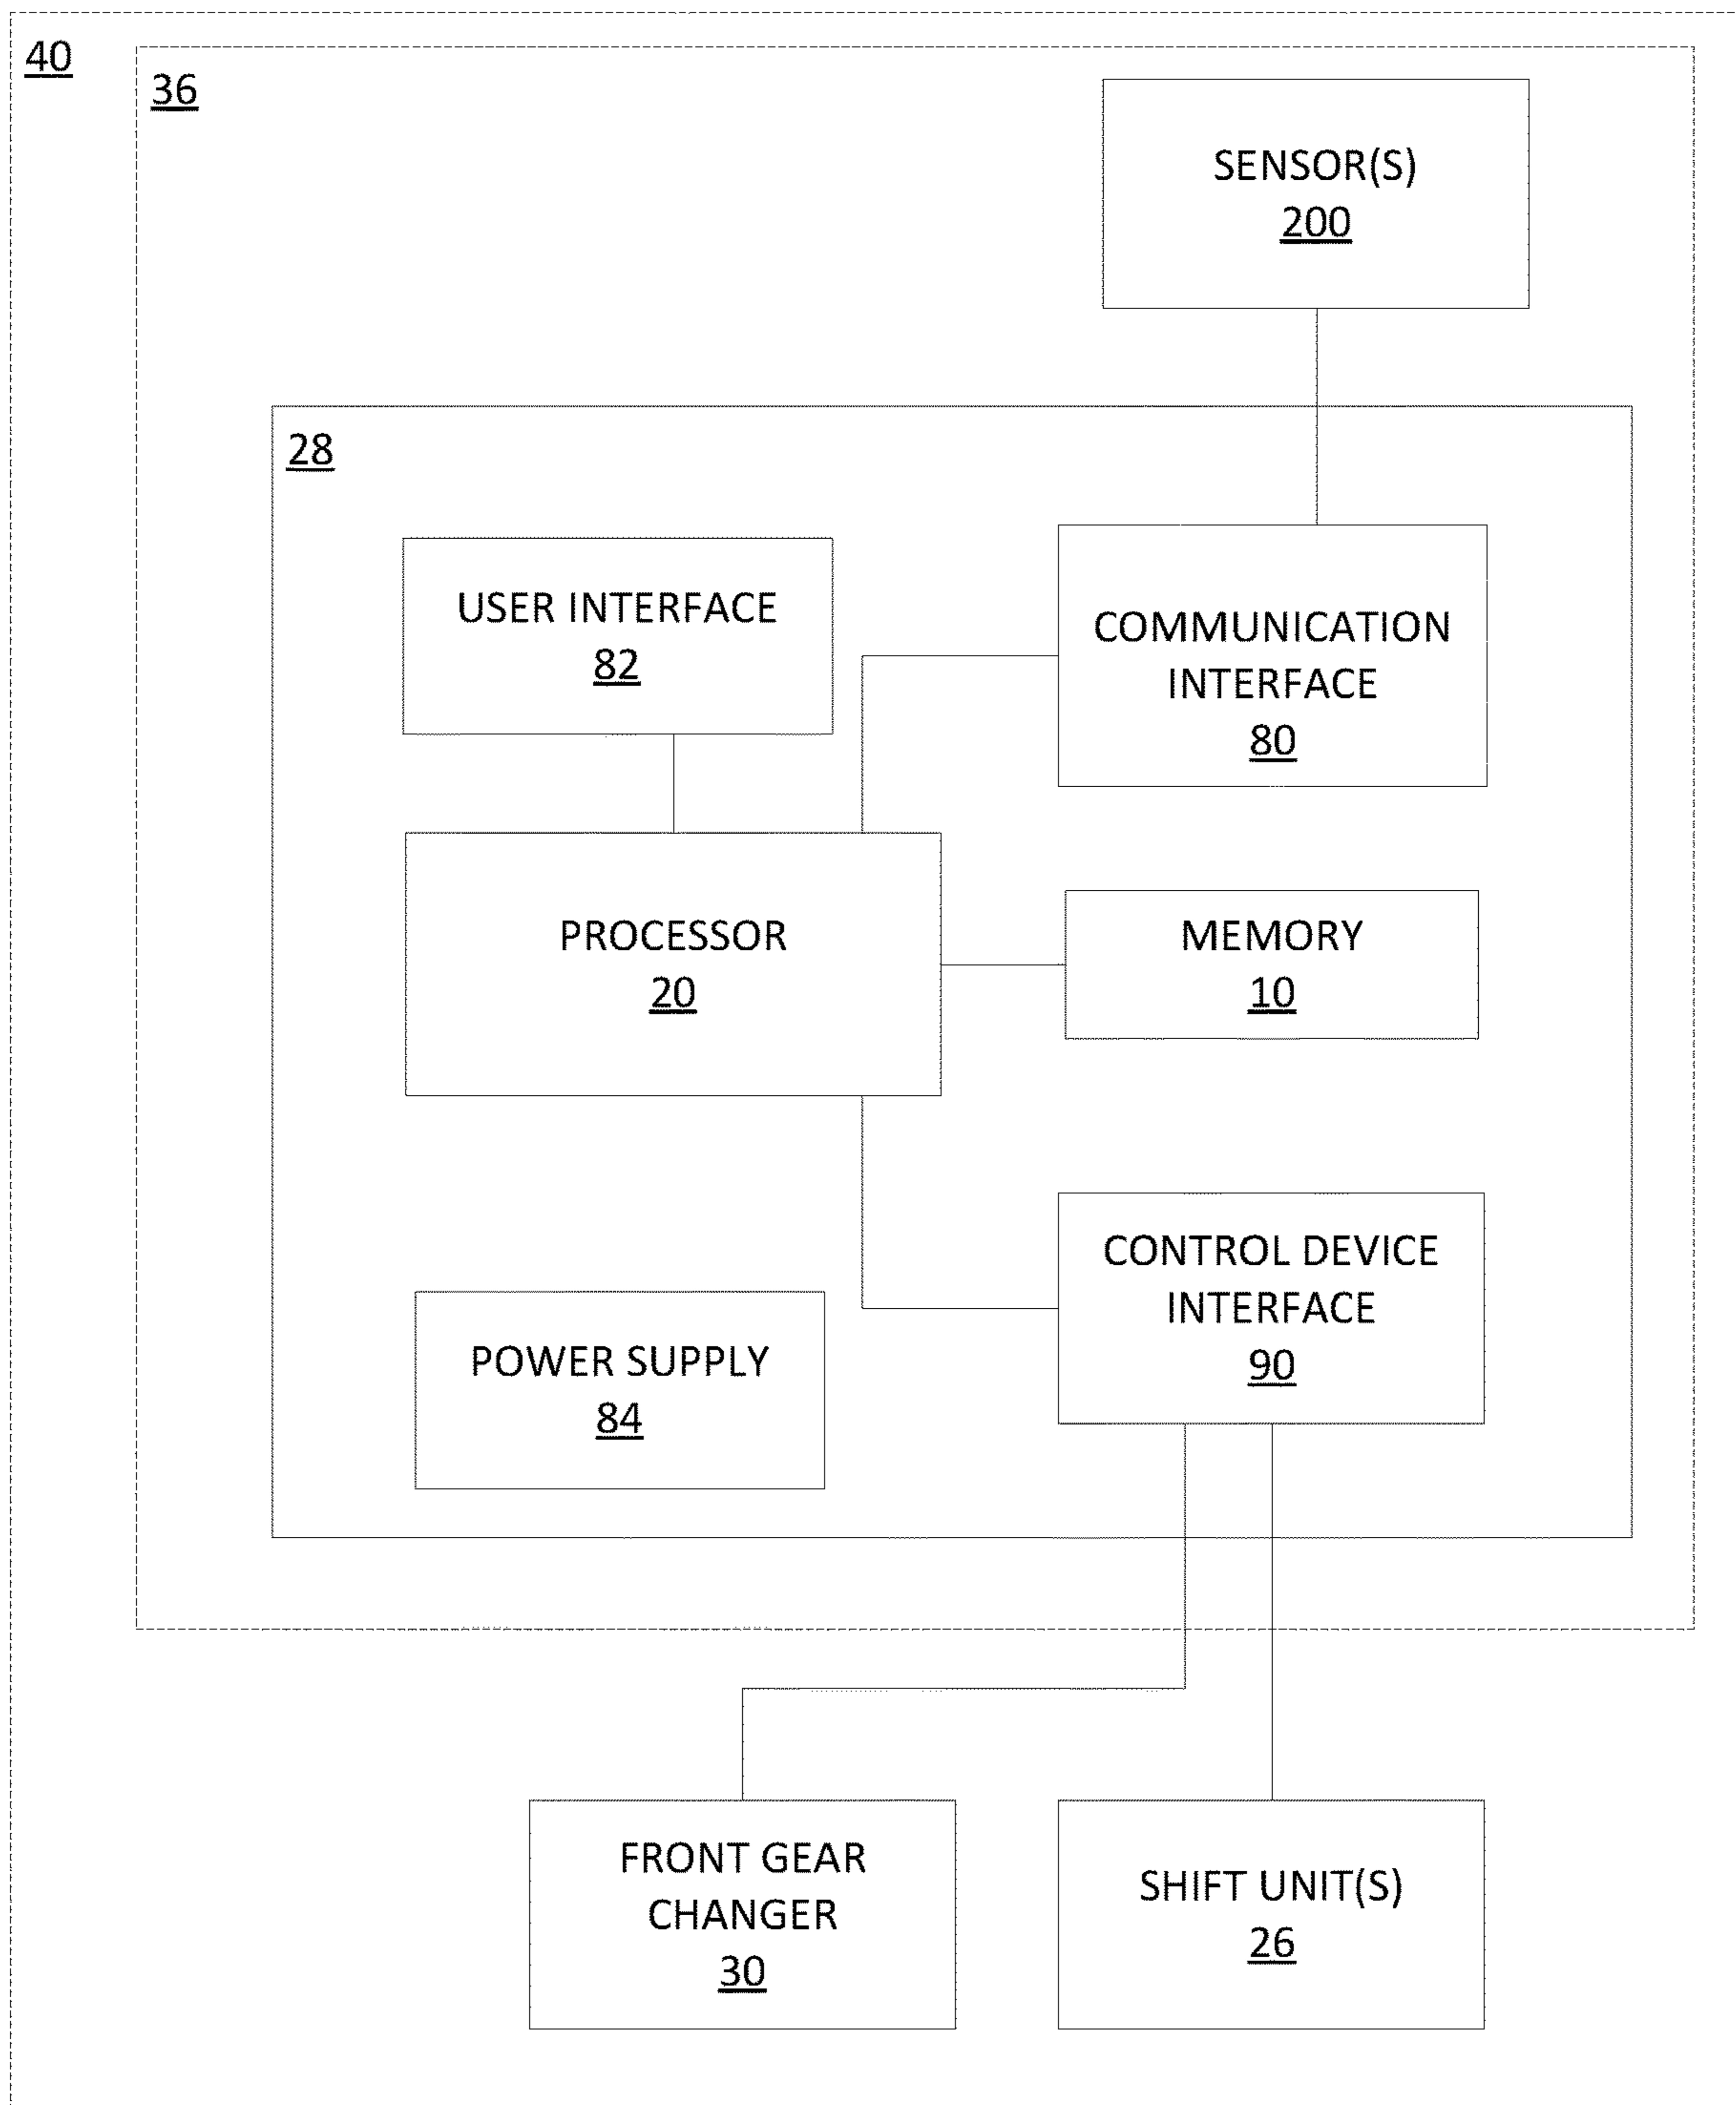 40
36
SENSOR(S)
200
28
USER INTERFACE
82
COMMUNICATION
INTERFACE
80
PROCESSOR
20
MEMORY
10
CONTROL DEVICE
INTERFACE
90
POWER SUPPLY
84
FRONT GEAR
CHANGER
30
SHIFT UNIT(S)
26